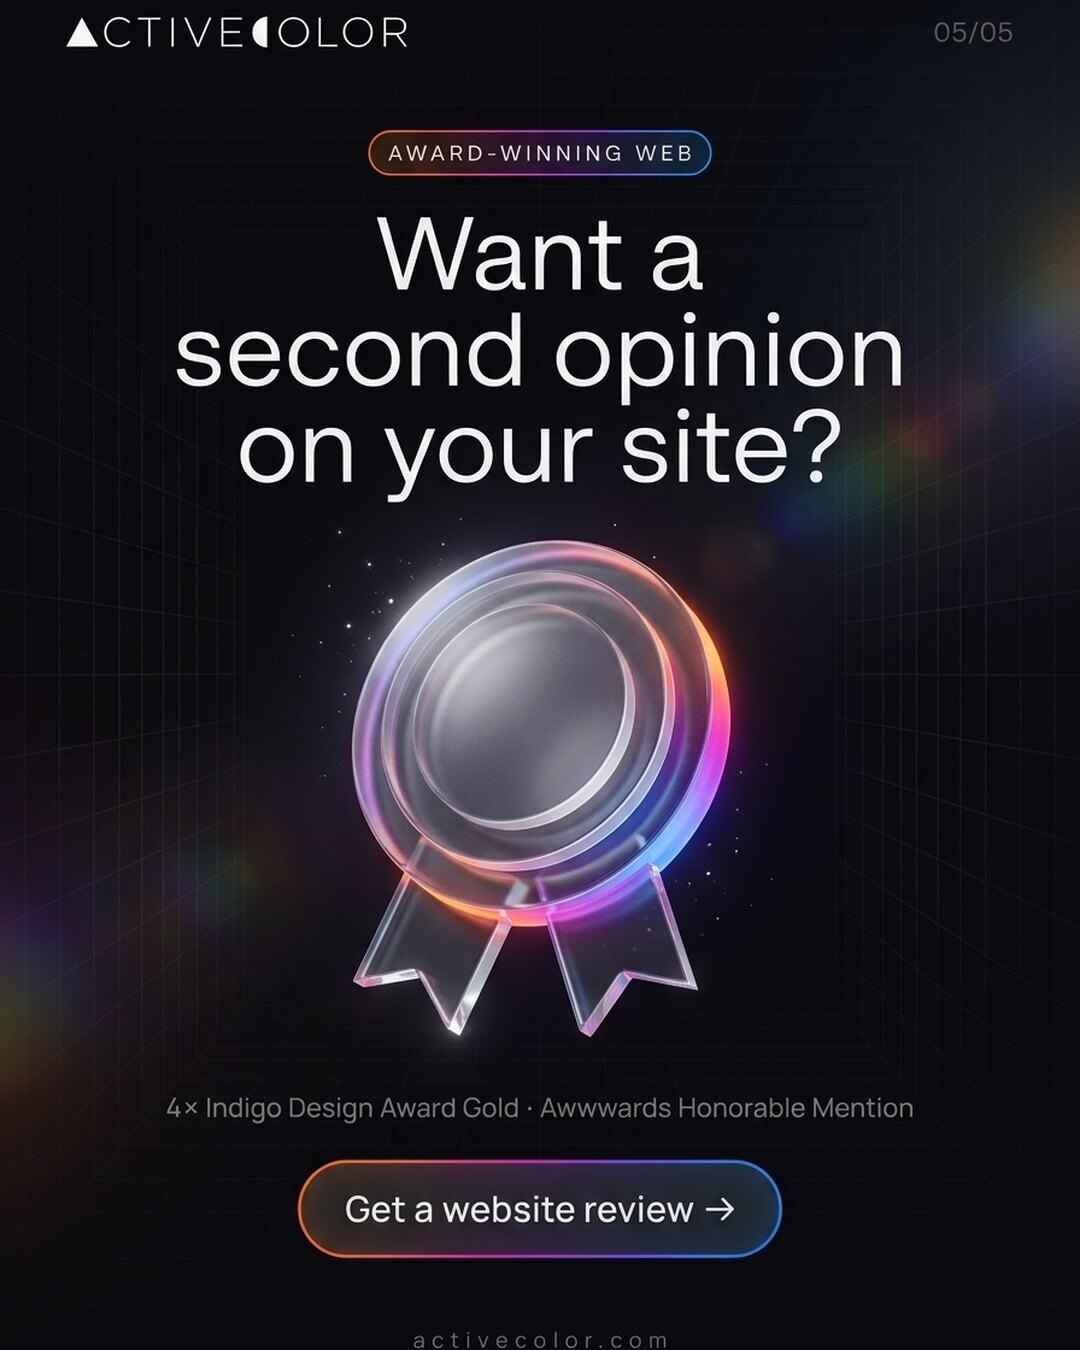 ACTIVECOLOR
05/05
AWARD-WINNING WEB
Want a
second opinion
on your site?
4× Indigo Design Award Gold · Awwwards Honorable Mention
Get a website review →
activecolor.com